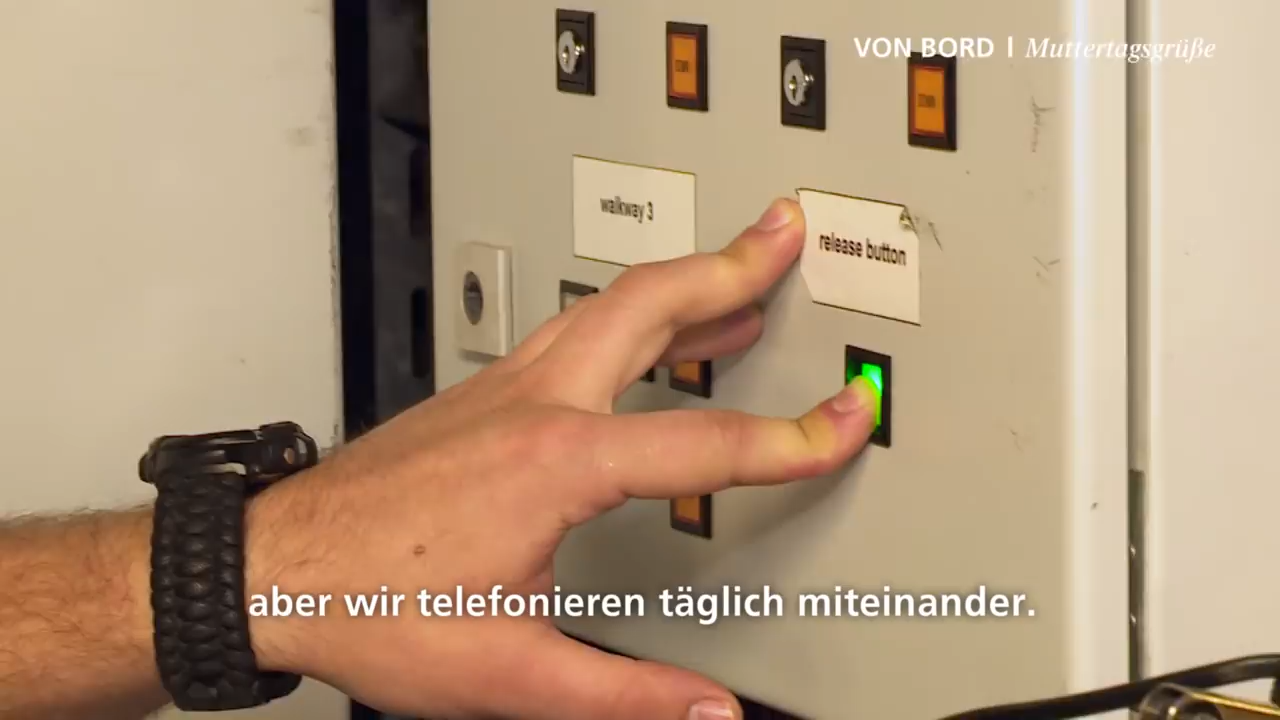 VON BORD | Muttertagsgrüße
walkway 3
release button
aber wir telefonieren täglich miteinander.